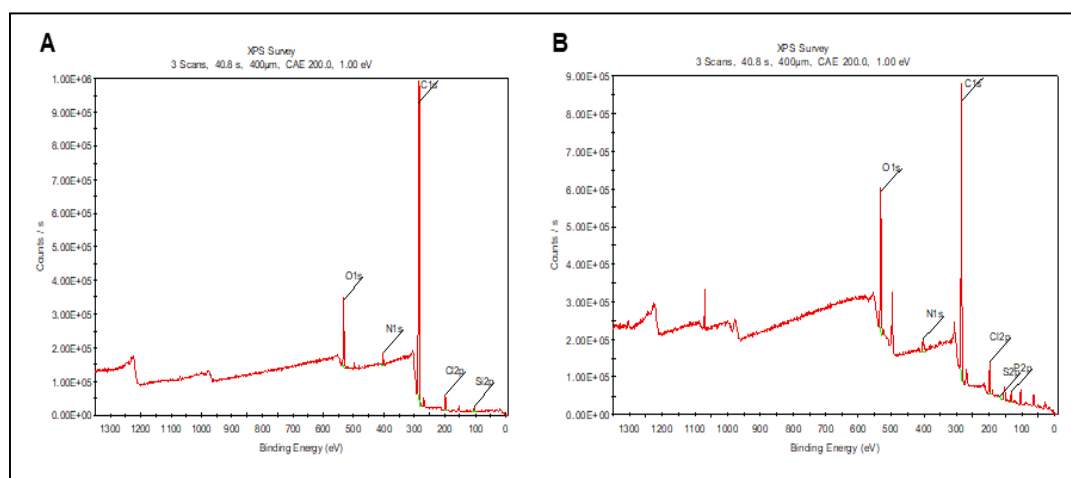 A
XPS Survey
3 Scans, 40.8 s, 400µm, CAE 200.0, 1.00 eV
1.00E+06
9.00E+05
8.00E+05
7.00E+05
6.00E+05
5.00E+05
4.00E+05
3.00E+05
2.00E+05
1.00E+05
0.00E+00
Counts / s
C1s
O1s
N1s
Cl2p
Si2p
1300 1200 1100 1000 900 800 700 600 500 400 300 200 100 0
Binding Energy (eV)
B
XPS Survey
3 Scans, 40.8 s, 400µm, CAE 200.0, 1.00 eV
9.00E+05
8.00E+05
7.00E+05
6.00E+05
5.00E+05
4.00E+05
3.00E+05
2.00E+05
1.00E+05
0.00E+00
Counts / s
C1s
O1s
N1s
Cl2p
S2p
P2p
1300 1200 1100 1000 900 800 700 600 500 400 300 200 100 0
Binding Energy (eV)